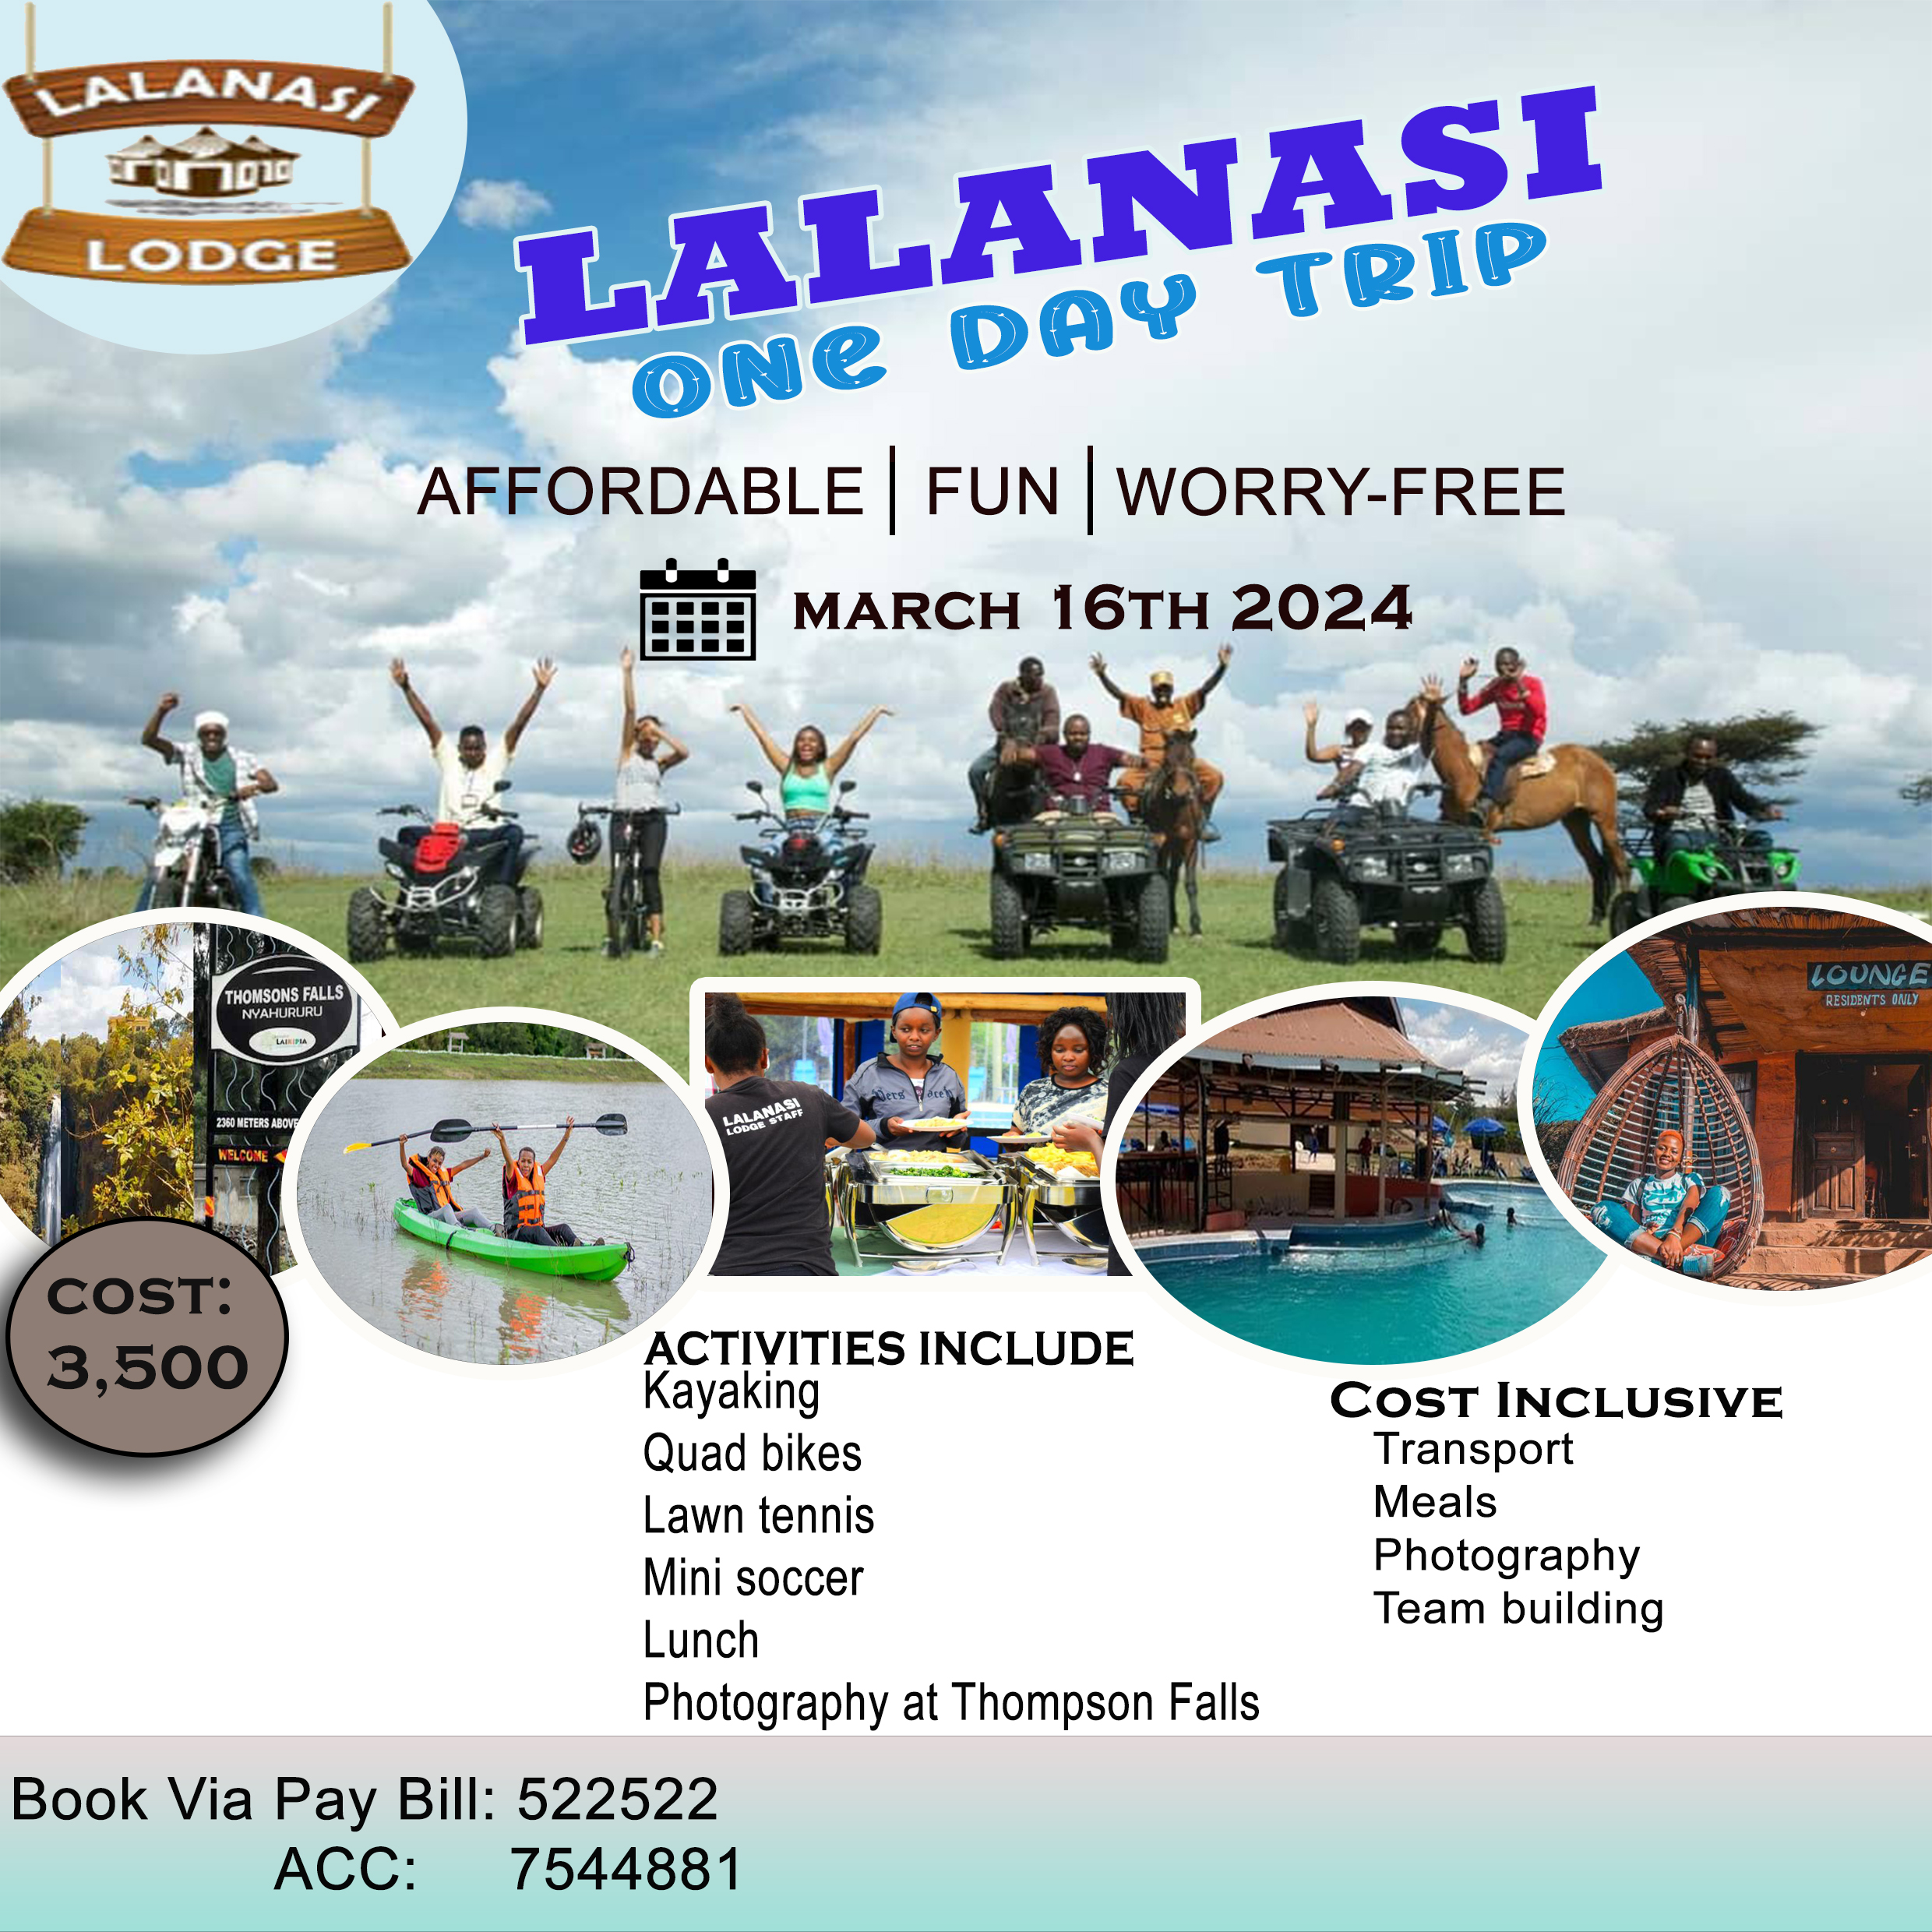 LALANASI
LODGE
LALANASI
ONE DAY TRIP
AFFORDABLE | FUN | WORRY-FREE
MARCH 16TH 2024
THOMSONS FALLS
NYAHURURU
LAIKIPIA
2360 METERS ABOVE
WELCOME
LALANASI
LODGE STAFF
LOUNGE
RESIDENT'S ONLY
COST:
3,500
ACTIVITIES INCLUDE
Kayaking
Quad bikes
Lawn tennis
Mini soccer
Lunch
Photography at Thompson Falls
COST INCLUSIVE
Transport
Meals
Photography
Team building
Book Via Pay Bill: 522522
ACC: 7544881